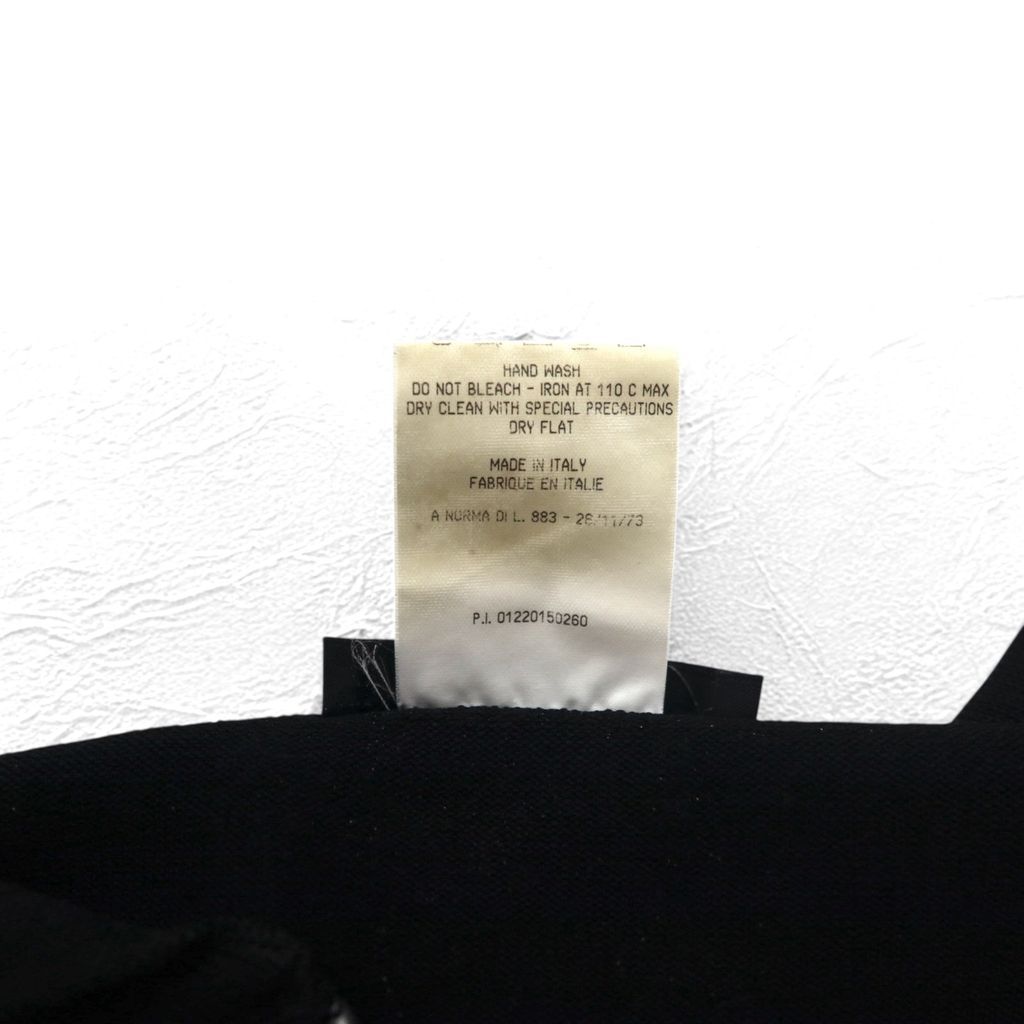 HAND WASH
DO NOT BLEACH - IRON AT 110 C MAX
DRY CLEAN WITH SPECIAL PRECAUTIONS
DRY FLAT
MADE IN ITALY
FABRIQUE EN ITALIE
A NORMA DI L. 883 - 26/11/73
P.I. 01220150260